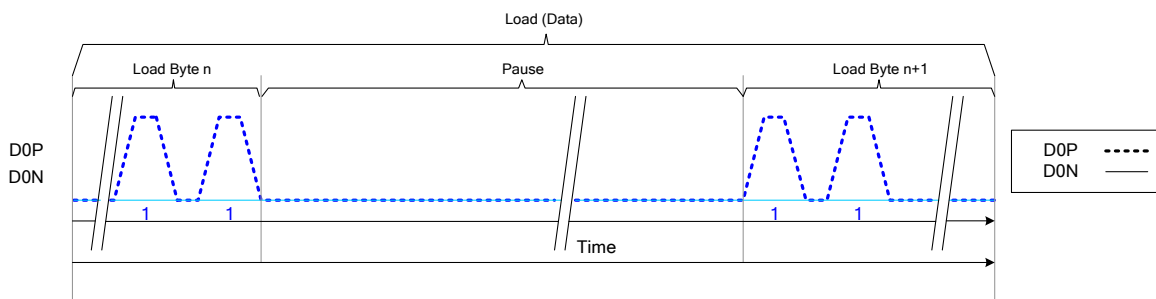 Load (Data)
Load Byte n
Pause
Load Byte n+1
D0P
D0N
D0P
D0N
1
1
1
1
Time